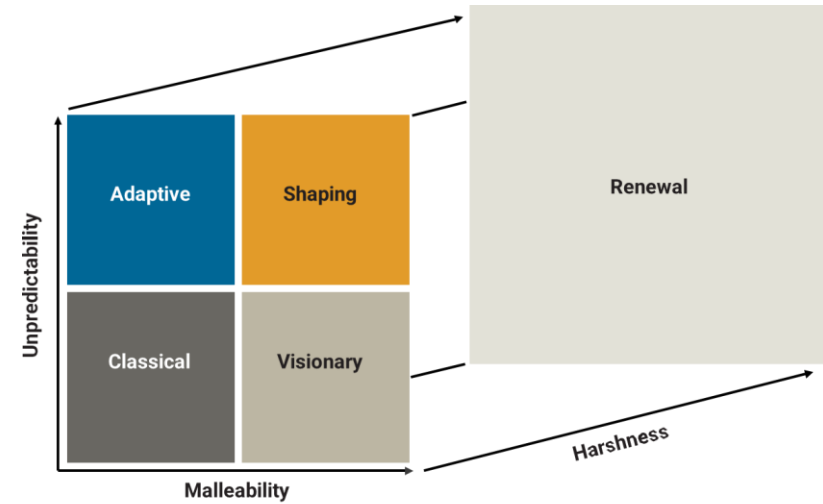 Renewal
Adaptive
Shaping
Unpredictability
Classical
Visionary
Harshness
Malleability